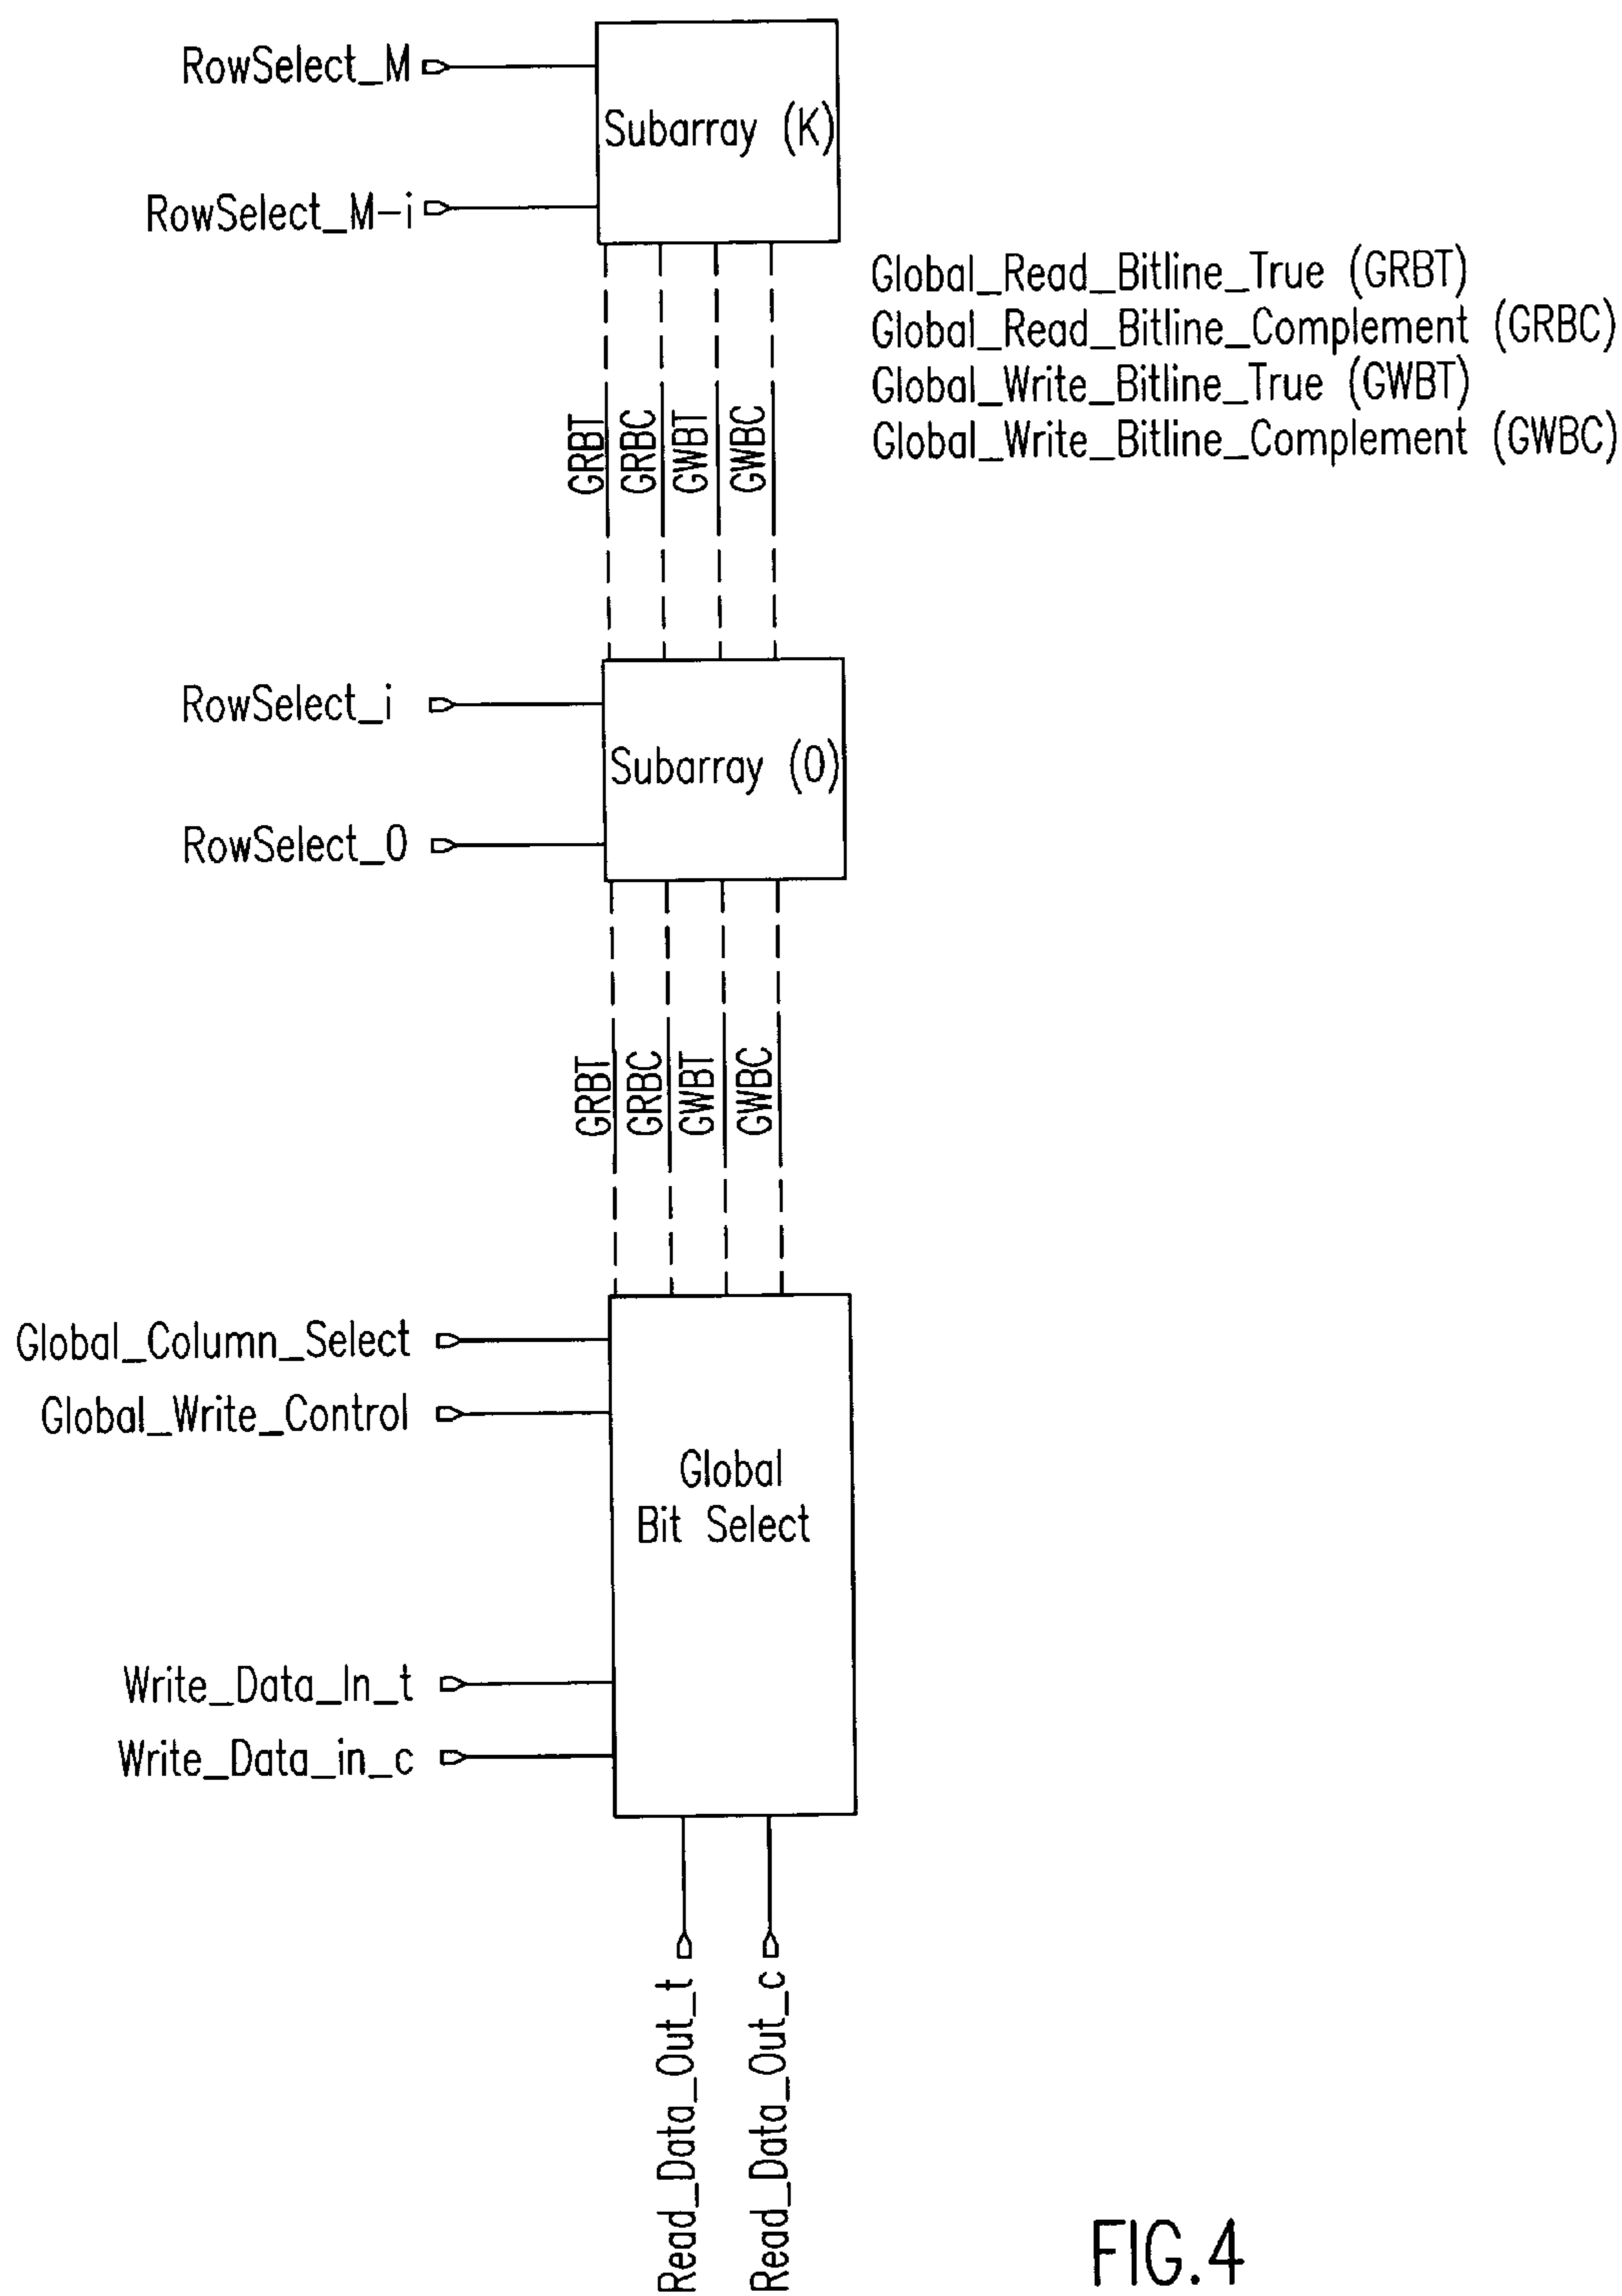 RowSelect_M
Subarray (K)
RowSelect_M-i
Global_Read_Bitline_True (GRBT)
Global_Read_Bitline_Complement (GRBC)
Global_Write_Bitline_True (GWBT)
Global_Write_Bitline_Complement (GWBC)
GRBT
GRBC
GWBT
GWBC
RowSelect_i
Subarray (0)
RowSelect_0
GRBT
GRBC
GWBT
GWBC
Global_Column_Select
Global_Write_Control
Global
Bit Select
Write_Data_In_t
Write_Data_in_c
Read_Data_Out_t
Read_Data_Out_c
FIG.4